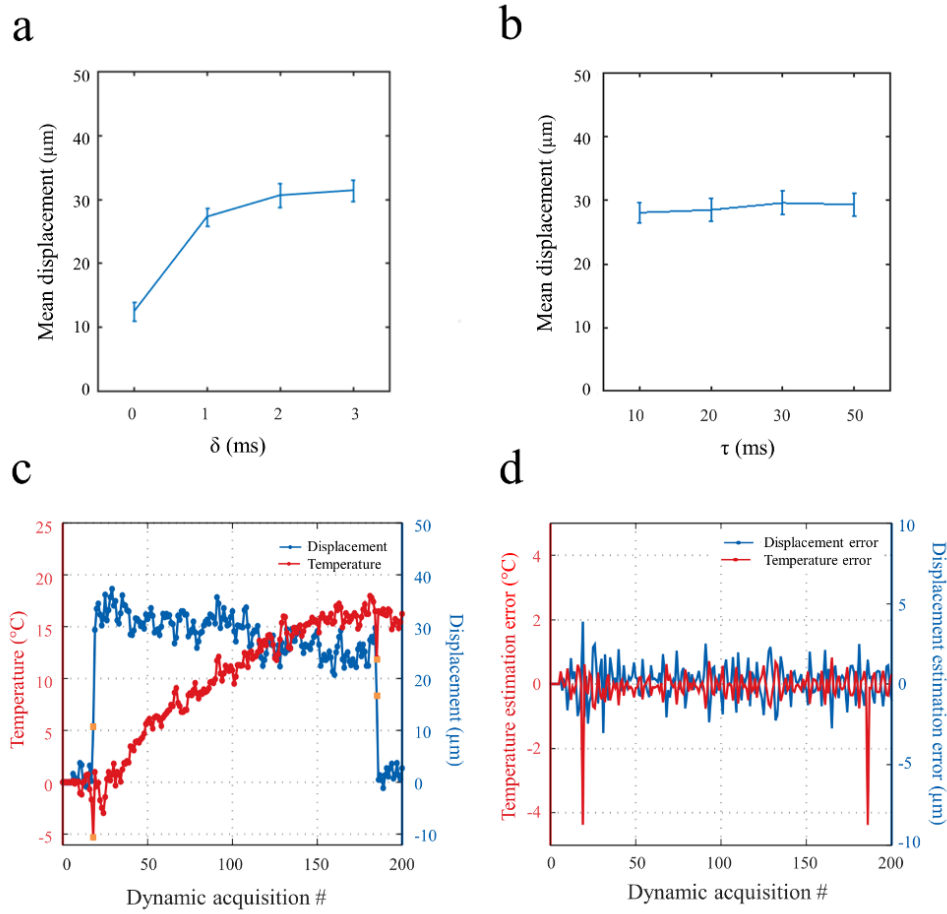 a
50
40
30
20
10
0
Mean displacement (μm)
0 1 2 3
δ (ms)
b
50
40
30
20
10
0
Mean displacement (μm)
10 20 30 50
τ (ms)
c
25
20
15
10
5
0
-5
Temperature (°C)
Displacement
Temperature
50
40
30
20
10
0
-10
Displacement (μm)
0 50 100 150 200
Dynamic acquisition #
d
4
2
0
-2
-4
Temperature estimation error (°C)
Displacement error
Temperature error
10
5
0
-5
-10
Displacement estimation error (μm)
0 50 100 150 200
Dynamic acquisition #